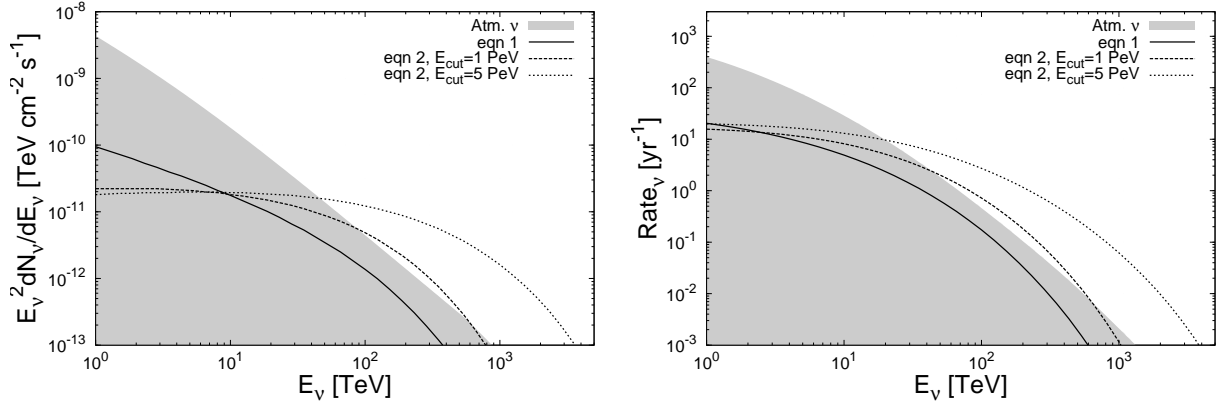 E_ν^2 dN_ν/dE_ν [TeV cm^-2 s^-1]
10^-8
10^-9
10^-10
10^-11
10^-12
10^-13
10^0 10^1 10^2 10^3
E_ν [TeV]
Atm. ν
eqn 1
eqn 2, E_cut=1 PeV
eqn 2, E_cut=5 PeV
Rate_ν [yr^-1]
10^3
10^2
10^1
10^0
10^-1
10^-2
10^-3
10^0 10^1 10^2 10^3
E_ν [TeV]
Atm. ν
eqn 1
eqn 2, E_cut=1 PeV
eqn 2, E_cut=5 PeV